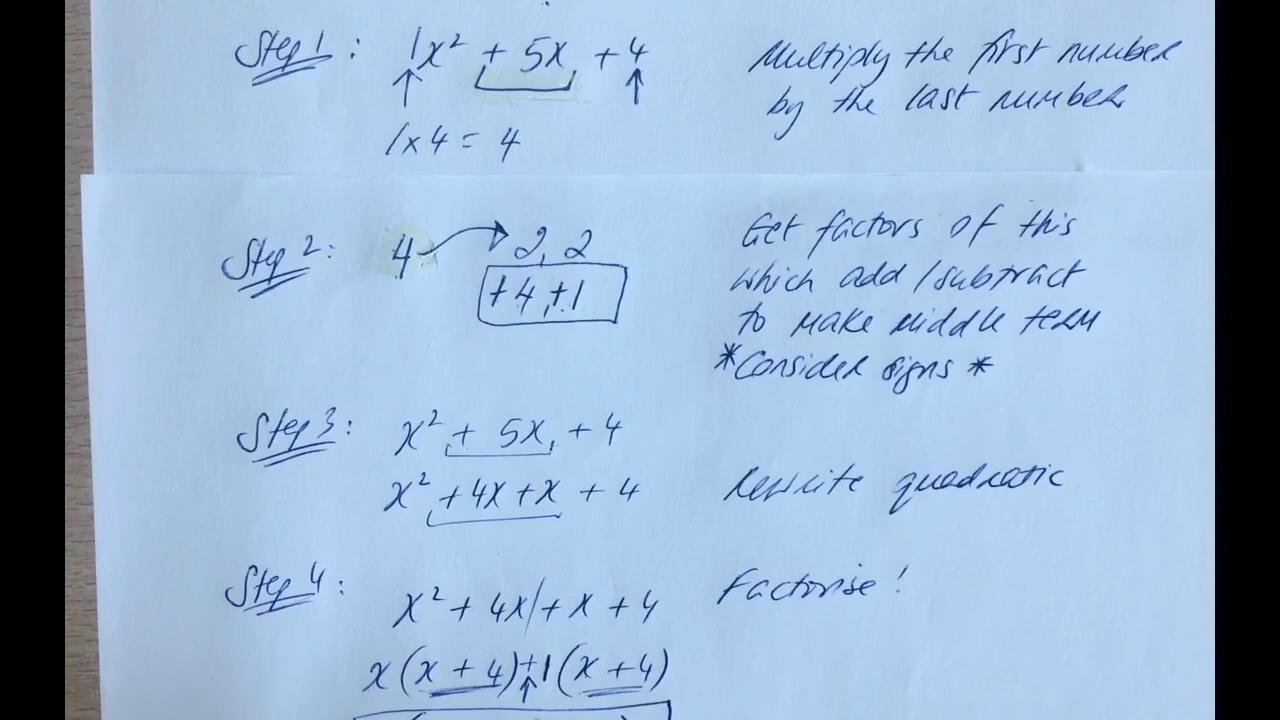 Step 1: 1x² + 5x + 4
Multiply the first number
by the last number
1 x 4 = 4
Step 2: 4 2, 2
+4, +1
Get factors of this
which add/subtract
to make middle term
*Consider signs*
Step 3: x² + 5x, + 4
x² + 4x + x + 4
Rewrite quadratic
Step 4: x² + 4x/ + x + 4
Factorise!
x(x + 4) + 1(x + 4)